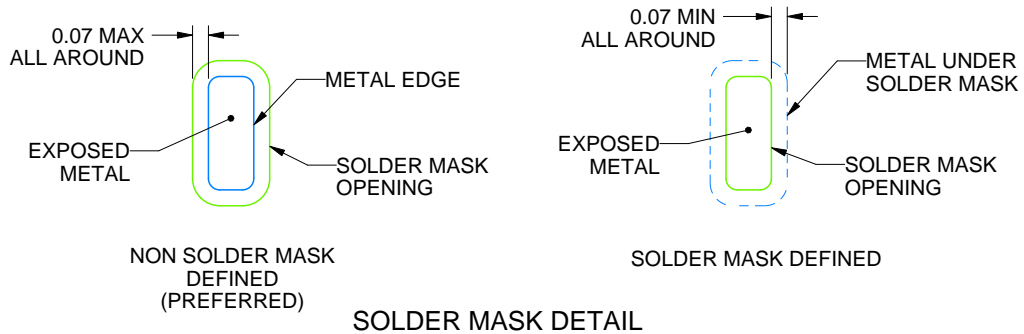 0.07 MAX
ALL AROUND
METAL EDGE
EXPOSED
METAL
SOLDER MASK
OPENING
NON SOLDER MASK
DEFINED
(PREFERRED)
0.07 MIN
ALL AROUND
METAL UNDER
SOLDER MASK
EXPOSED
METAL
SOLDER MASK
OPENING
SOLDER MASK DEFINED
SOLDER MASK DETAIL